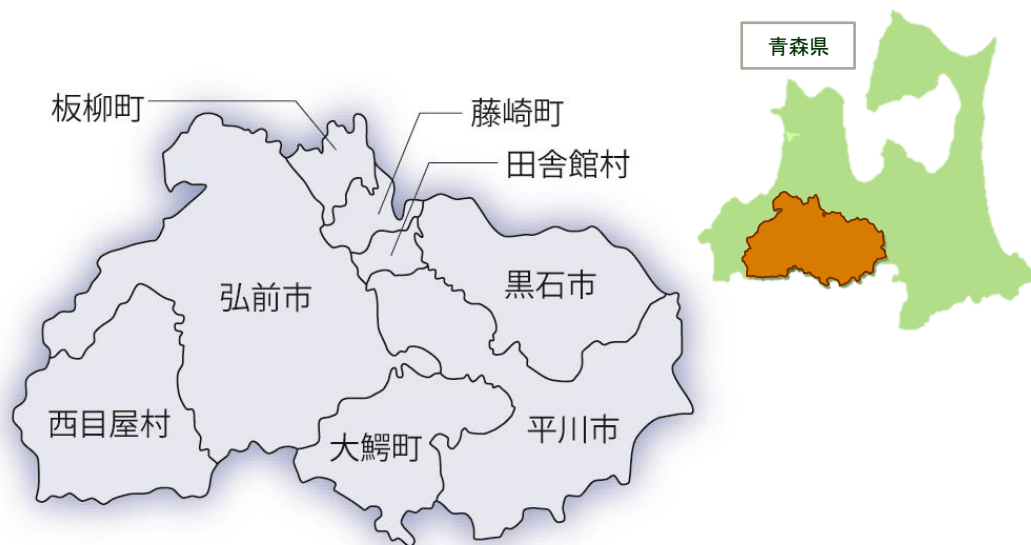 青森県
板柳町
藤崎町
田舎館村
弘前市
黒石市
西目屋村
大鰐町
平川市